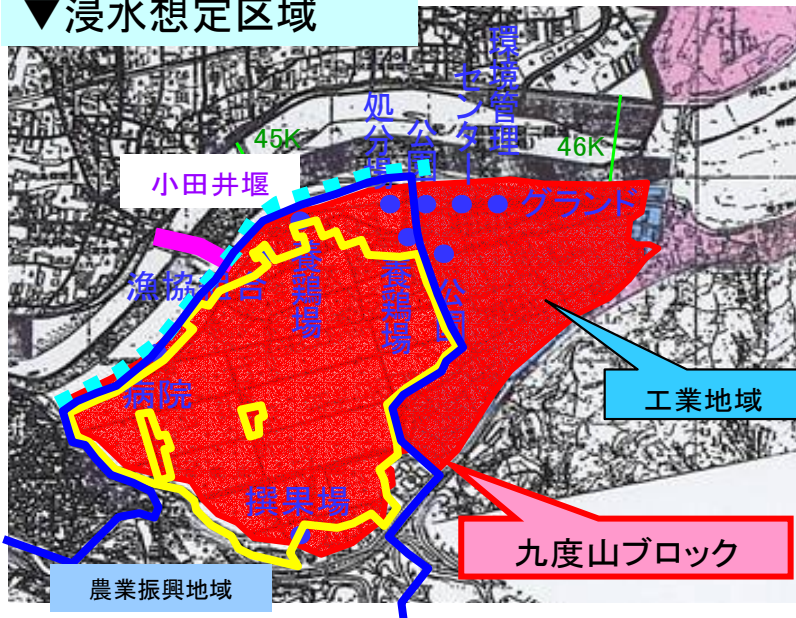 ▼浸水想定区域
環境管理
センター
公園
処分場
45K
46K
小田井堰
グランド
漁協組合
養鶏場
養鶏場
公園
病院
工業地域
撰果場
九度山ブロック
農業振興地域